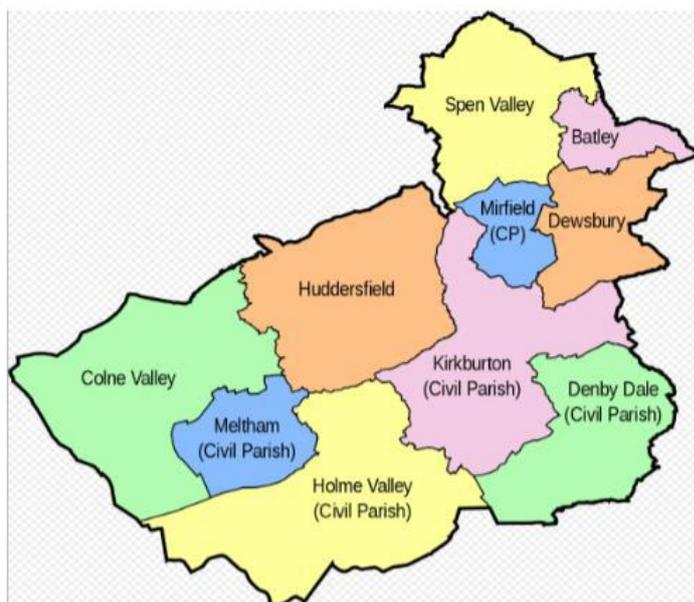 Spen Valley
Batley
Mirfield
(CP)
Dewsbury
Huddersfield
Colne Valley
Kirkburton
(Civil Parish)
Denby Dale
(Civil Parish)
Meltham
(Civil Parish)
Holme Valley
(Civil Parish)